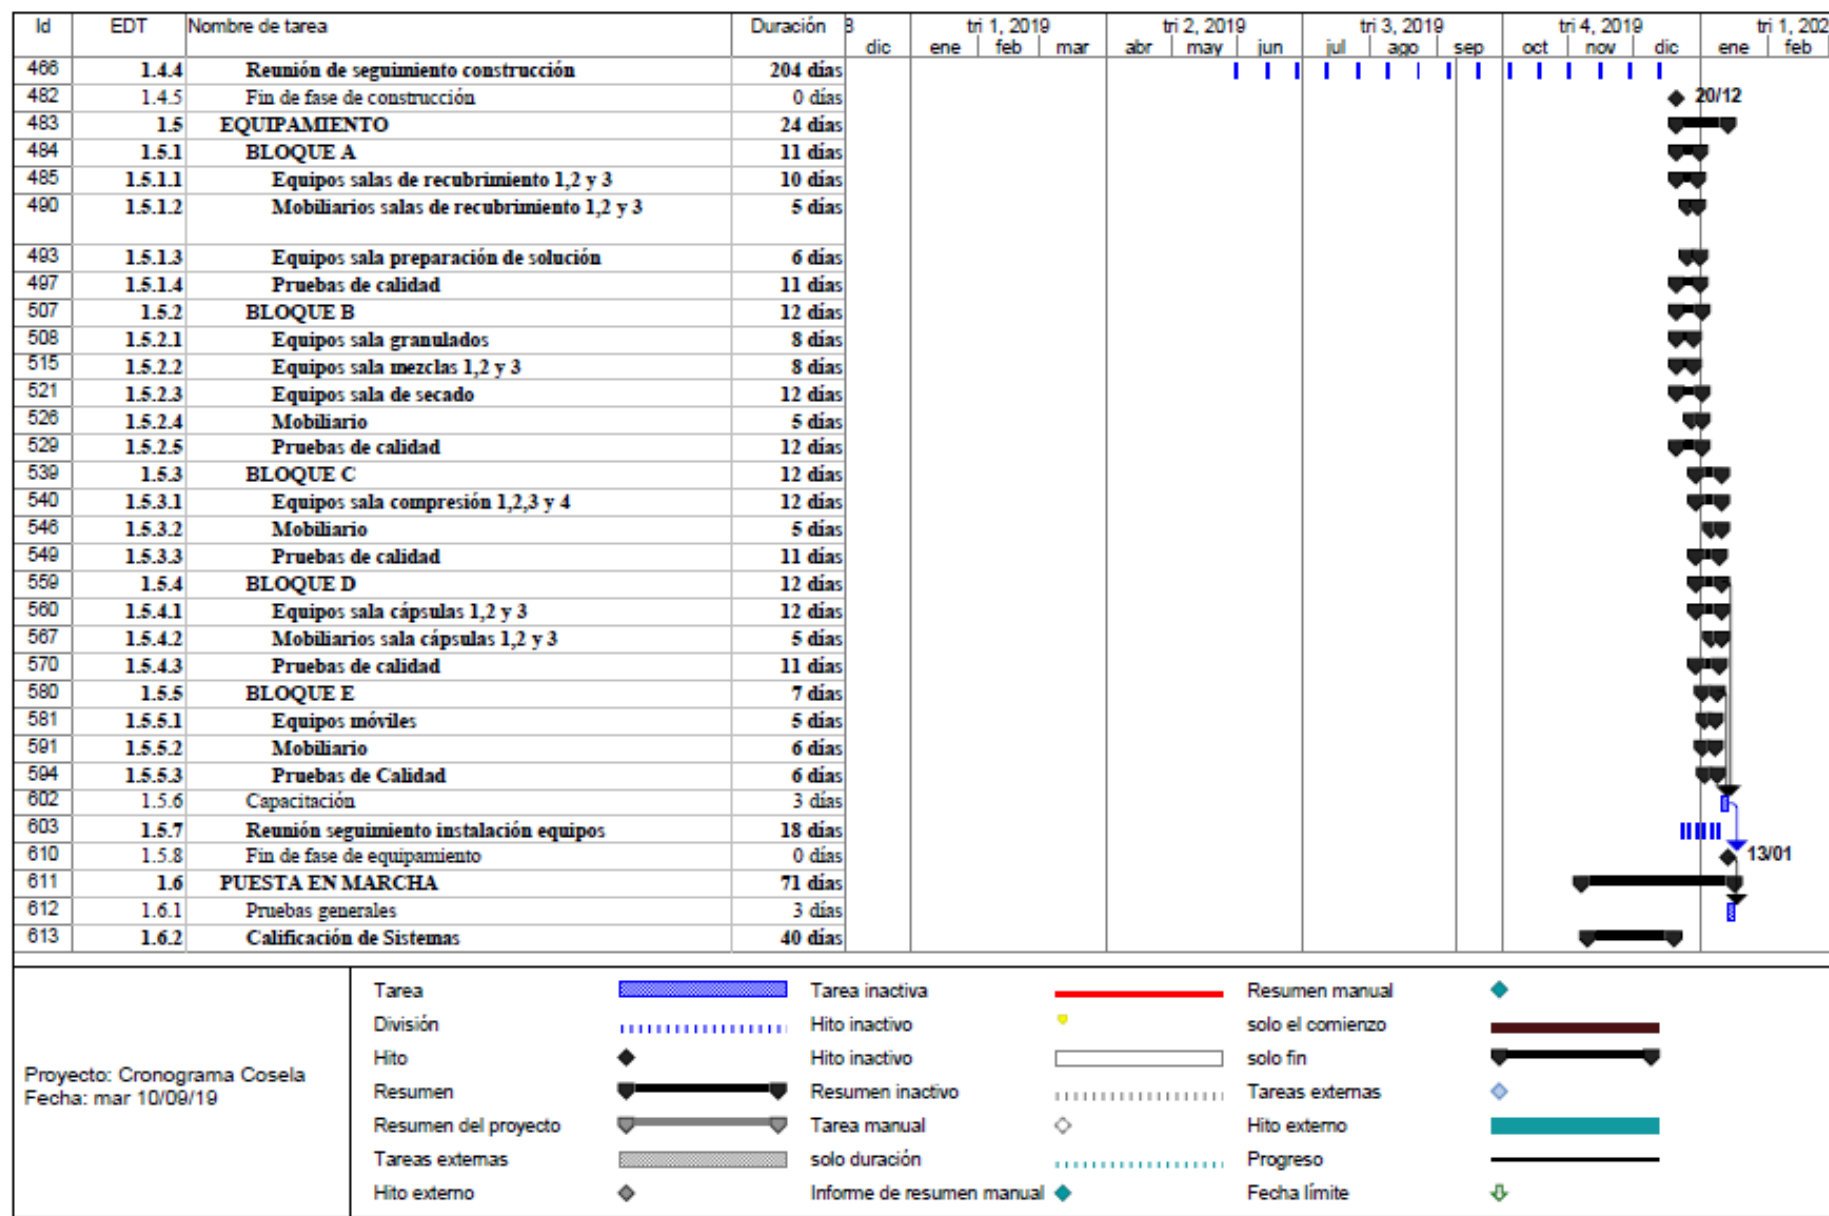 Id EDT Nombre de tarea Duración 8 tri 1, 2019 tri 2, 2019 tri 3, 2019 tri 4, 2019 tri 1, 202
dic ene feb mar abr may jun jul ago sep oct nov dic ene feb
466 1.4.4 Reunión de seguimiento construcción 204 días
482 1.4.5 Fin de fase de construcción 0 días 20/12
483 1.5 EQUIPAMIENTO 24 días
484 1.5.1 BLOQUE A 11 días
485 1.5.1.1 Equipos salas de recubrimiento 1,2 y 3 10 días
490 1.5.1.2 Mobiliarios salas de recubrimiento 1,2 y 3 5 días
493 1.5.1.3 Equipos sala preparación de solución 6 días
497 1.5.1.4 Pruebas de calidad 11 días
507 1.5.2 BLOQUE B 12 días
508 1.5.2.1 Equipos sala granulados 8 días
515 1.5.2.2 Equipos sala mezclas 1,2 y 3 8 días
521 1.5.2.3 Equipos sala de secado 12 días
526 1.5.2.4 Mobiliario 5 días
529 1.5.2.5 Pruebas de calidad 12 días
539 1.5.3 BLOQUE C 12 días
540 1.5.3.1 Equipos sala compresión 1,2,3 y 4 12 días
546 1.5.3.2 Mobiliario 5 días
549 1.5.3.3 Pruebas de calidad 11 días
559 1.5.4 BLOQUE D 12 días
560 1.5.4.1 Equipos sala cápsulas 1,2 y 3 12 días
567 1.5.4.2 Mobiliarios sala cápsulas 1,2 y 3 5 días
570 1.5.4.3 Pruebas de calidad 11 días
580 1.5.5 BLOQUE E 7 días
581 1.5.5.1 Equipos móviles 5 días
591 1.5.5.2 Mobiliario 6 días
594 1.5.5.3 Pruebas de Calidad 6 días
602 1.5.6 Capacitación 3 días
603 1.5.7 Reunión seguimiento instalación equipos 18 días
610 1.5.8 Fin de fase de equipamiento 0 días 13/01
611 1.6 PUESTA EN MARCHA 71 días
612 1.6.1 Pruebas generales 3 días
613 1.6.2 Calificación de Sistemas 40 días
Proyecto: Cronograma Cosela
Fecha: mar 10/09/19
Tarea Tarea inactiva Resumen manual
División Hito inactivo solo el comienzo
Hito Hito inactivo solo fin
Resumen Resumen inactivo Tareas externas
Resumen del proyecto Tarea manual Hito externo
Tareas externas solo duración Progreso
Hito externo Informe de resumen manual Fecha límite